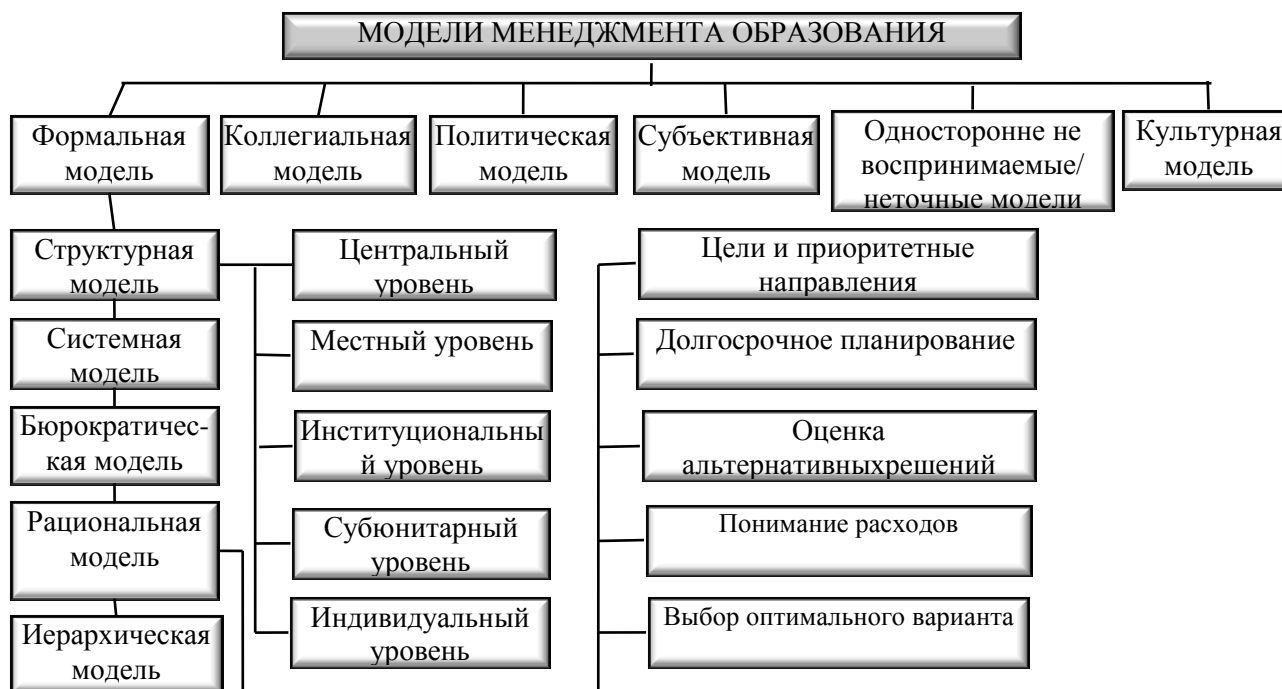 МОДЕЛИ МЕНЕДЖМЕНТА ОБРАЗОВАНИЯ
Формальная
модель
Коллегиальная
модель
Политическая
модель
Субъективная
модель
Односторонне не
воспринимаемые/
неточные модели
Культурная
модель
Структурная
модель
Системная
модель
Бюрократичес-
кая модель
Рациональная
модель
Иерархическая
модель
Центральный
уровень
Местный уровень
Институциональны
й уровень
Субюнитарный
уровень
Индивидуальный
уровень
Цели и приоритетные
направления
Долгосрочное планирование
Оценка
альтернативныхрешений
Понимание расходов
Выбор оптимального варианта